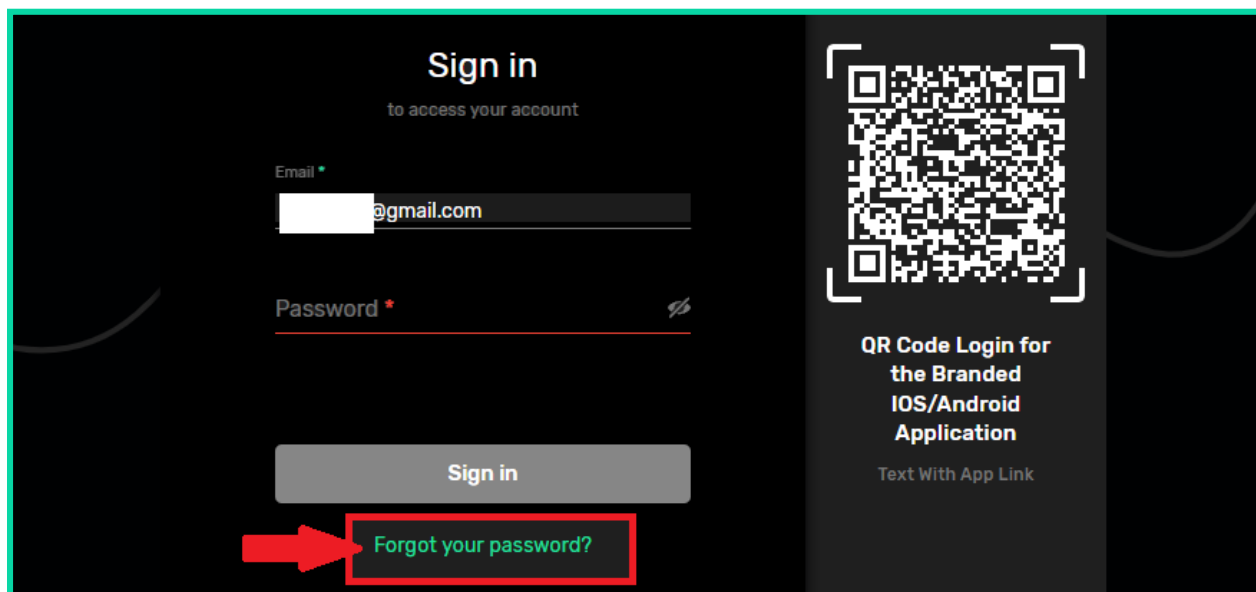 Sign in
to access your account
Email *
@gmail.com
Password *
Sign in
Forgot your password?
QR Code Login for
the Branded
IOS/Android
Application
Text With App Link